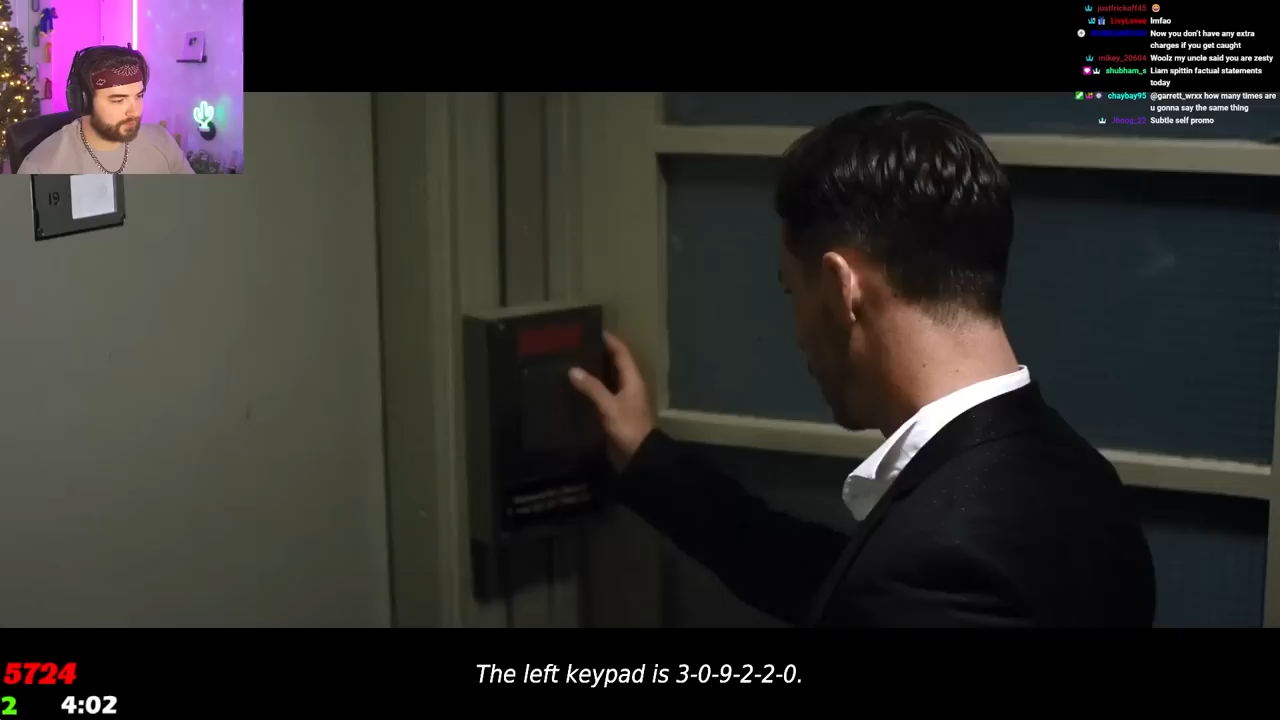 justfrickoff45
LivyLovee lmfao
Now you don't have any extra
charges if you get caught
mikey_20604 Woolz my uncle said you are zesty
shubham_s Liam spittin factual statements
today
chaybay95 @garrett_wrxx how many times are
u gonna say the same thing
Subtle self promo
19
The left keypad is 3-0-9-2-2-0.
5724
2 4:02